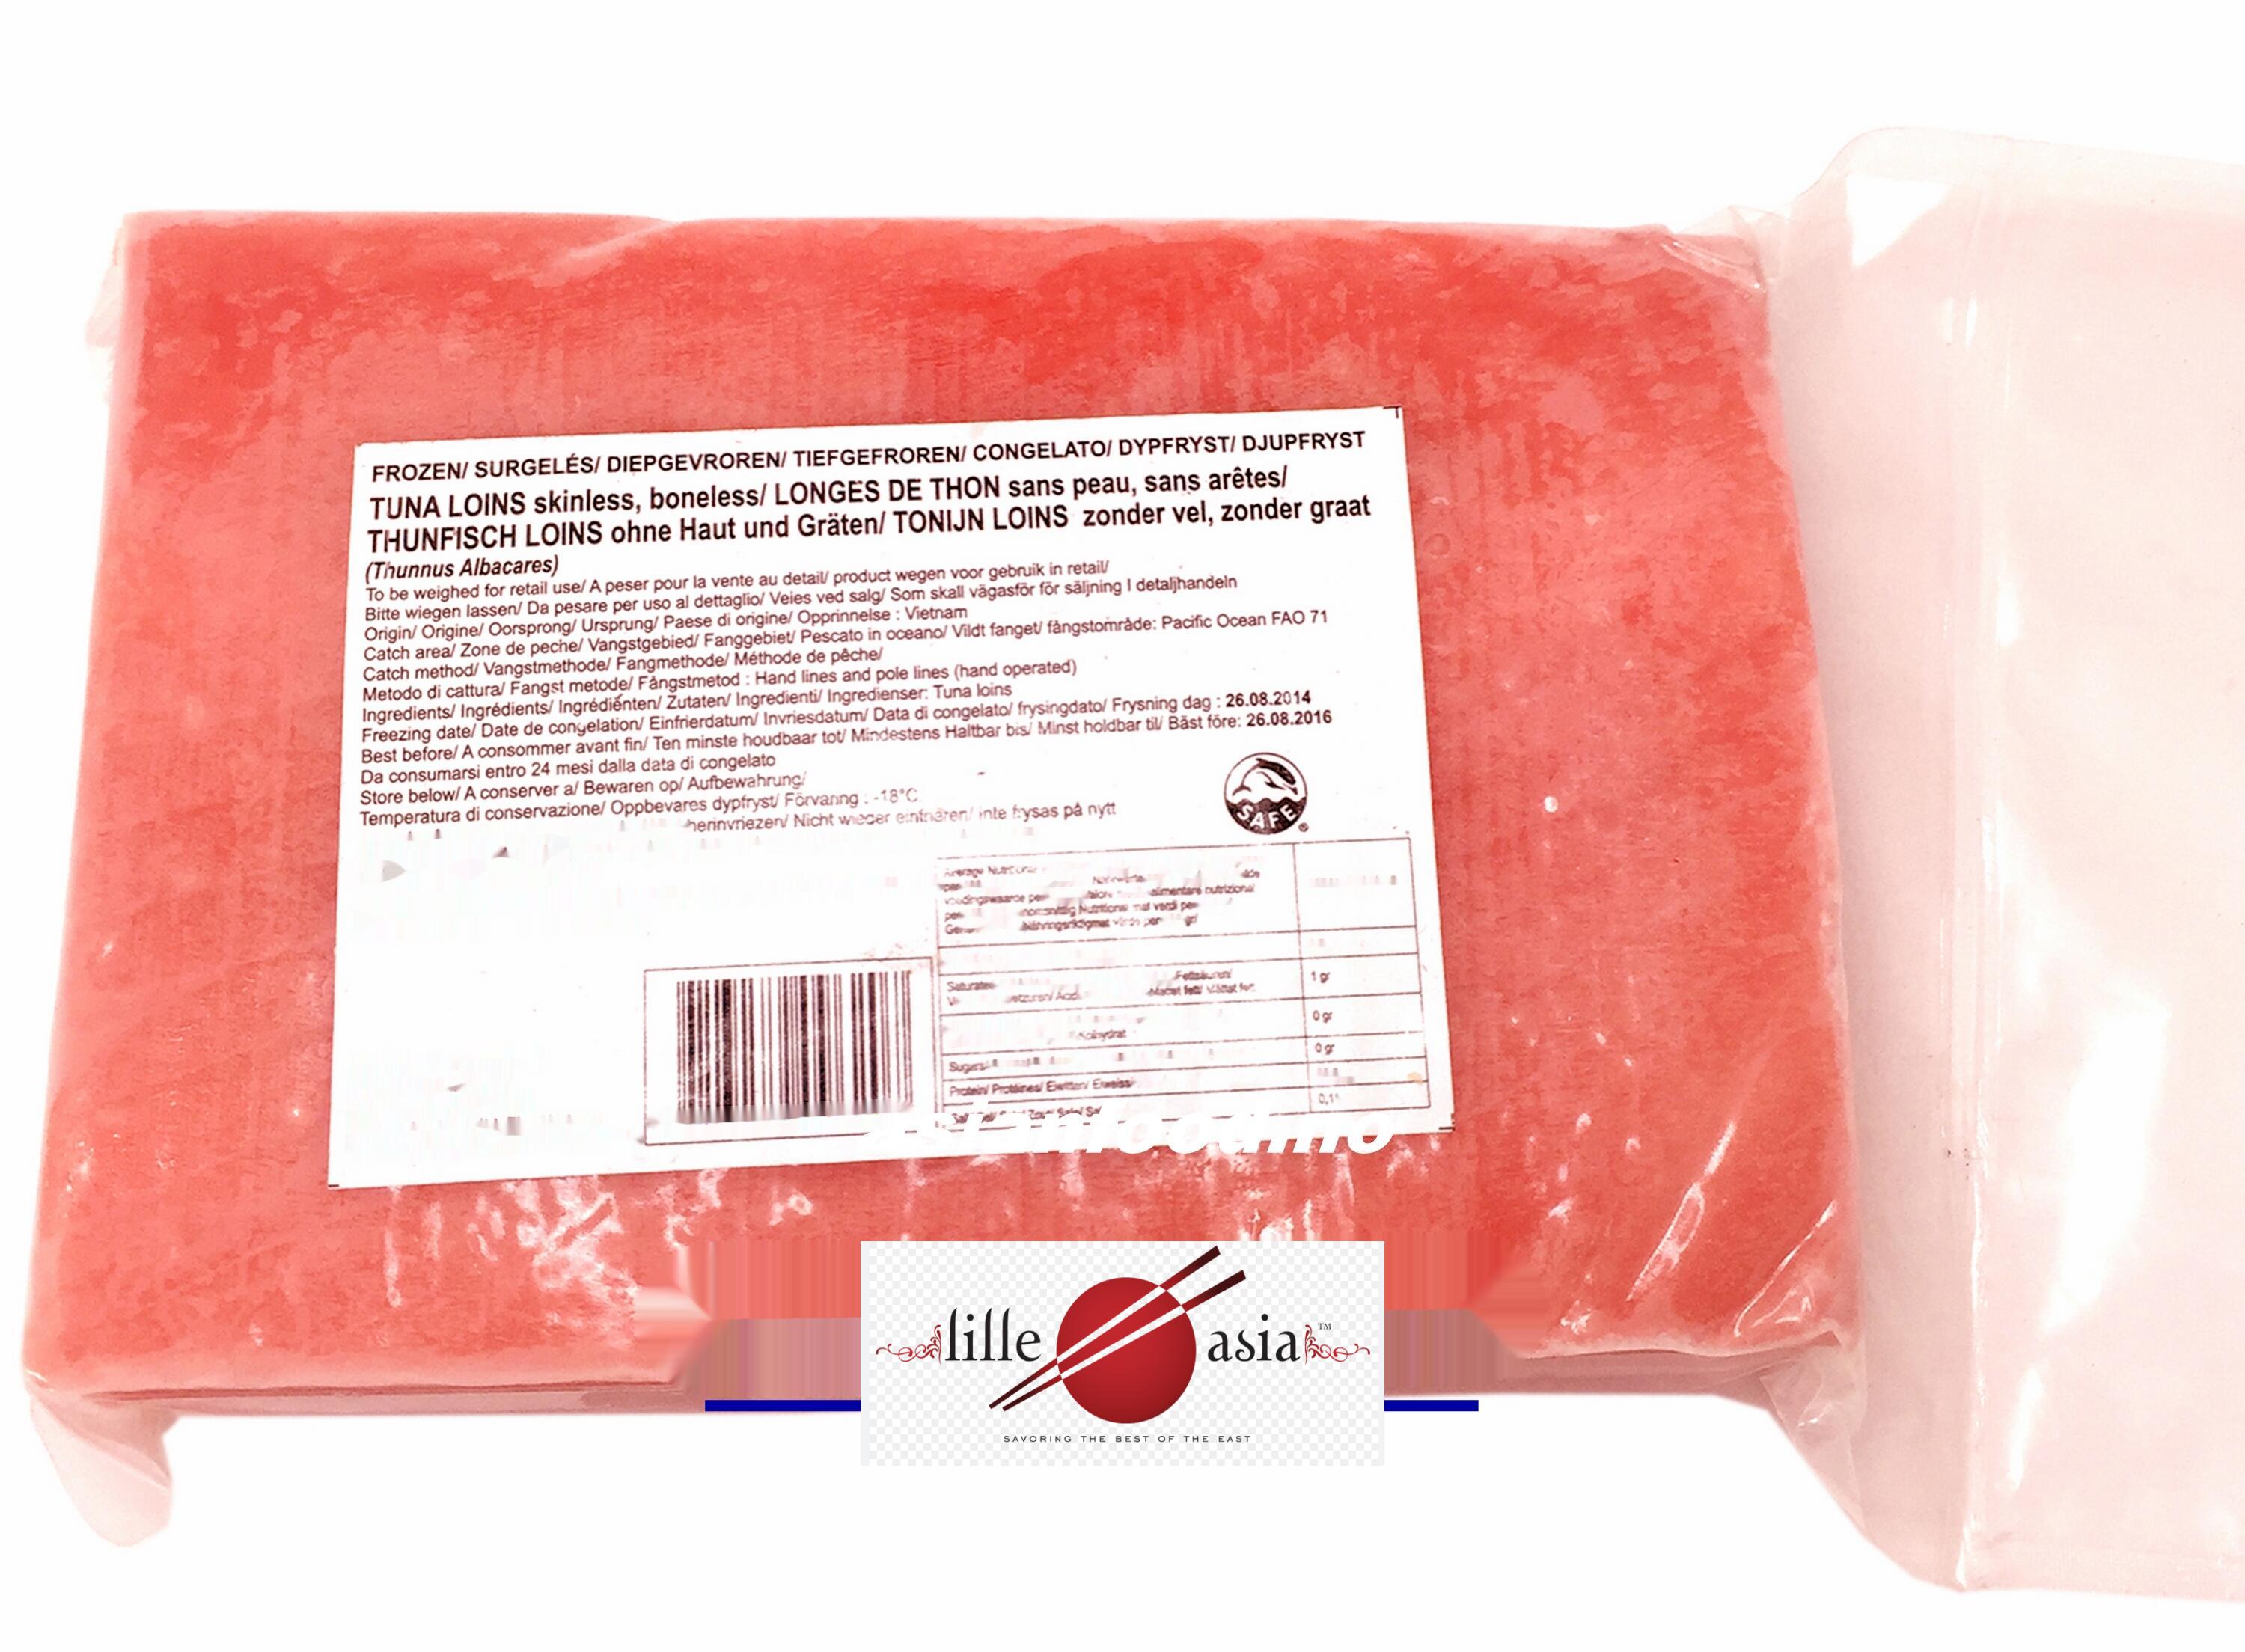 FROZEN/ SURGELÉS/ DIEPGEVROREN/ TIEFGEFROREN/ CONGELATO/ DYPFRYST/ DJUPFRYST
TUNA LOINS skinless, boneless/ LONGES DE THON sans peau, sans arêtes/
THUNFISCH LOINS ohne Haut und Gräten/ TONIJN LOINS zonder vel, zonder graat
(Thunnus Albacares)
To be weighed for retail use/ A peser pour la vente au detail/ product wegen voor gebruik in retail/
Bitte wiegen lassen/ Da pesare per uso al dettaglio/ Veies ved salg/ Som skall vägasför för säljning I detaljhandeln
Origin/ Origine/ Oorsprong/ Ursprung/ Paese di origine/ Opprinnelse : Vietnam
Catch area/ Zone de peche/ Vangstgebied/ Fanggebiet/ Pescato in oceano/ Vildt fanget/ fångstområde: Pacific Ocean FAO 71
Catch method/ Vangstmethode/ Fangmethode/ Méthode de pêche/
Metodo di cattura/ Fangst metode/ Fångstmetod : Hand lines and pole lines (hand operated)
Ingredients/ Ingrédients/ Ingrédiënten/ Zutaten/ Ingredienti/ Ingredienser: Tuna loins
Freezing date/ Date de congelation/ Einfrierdatum/ Invriesdatum/ Data di congelato/ frysingdato/ Frysning dag : 26.08.2014
Best before/ A consommer avant fin/ Ten minste houdbaar tot/ Mindestens Haltbar bis/ Minst holdbar til/ Bäst före: 26.08.2016
Da consumarsi entro 24 mesi dalla data di congelato
Store below/ A conserver a/ Bewaren op/ Aufbewahrung/
Temperatura di conservazione/ Oppbevares dypfryst/ Förvaring : -18°C
Nicht wieder einfrieren/ inte frysas på nytt
SAFE®
voedingswaarde alimentare nutrizional
1 gr
0 gr
0 gr
Protein/ Protéines/ Eiwitten/ Eiweiss
lille asia™
SAVORING THE BEST OF THE EAST